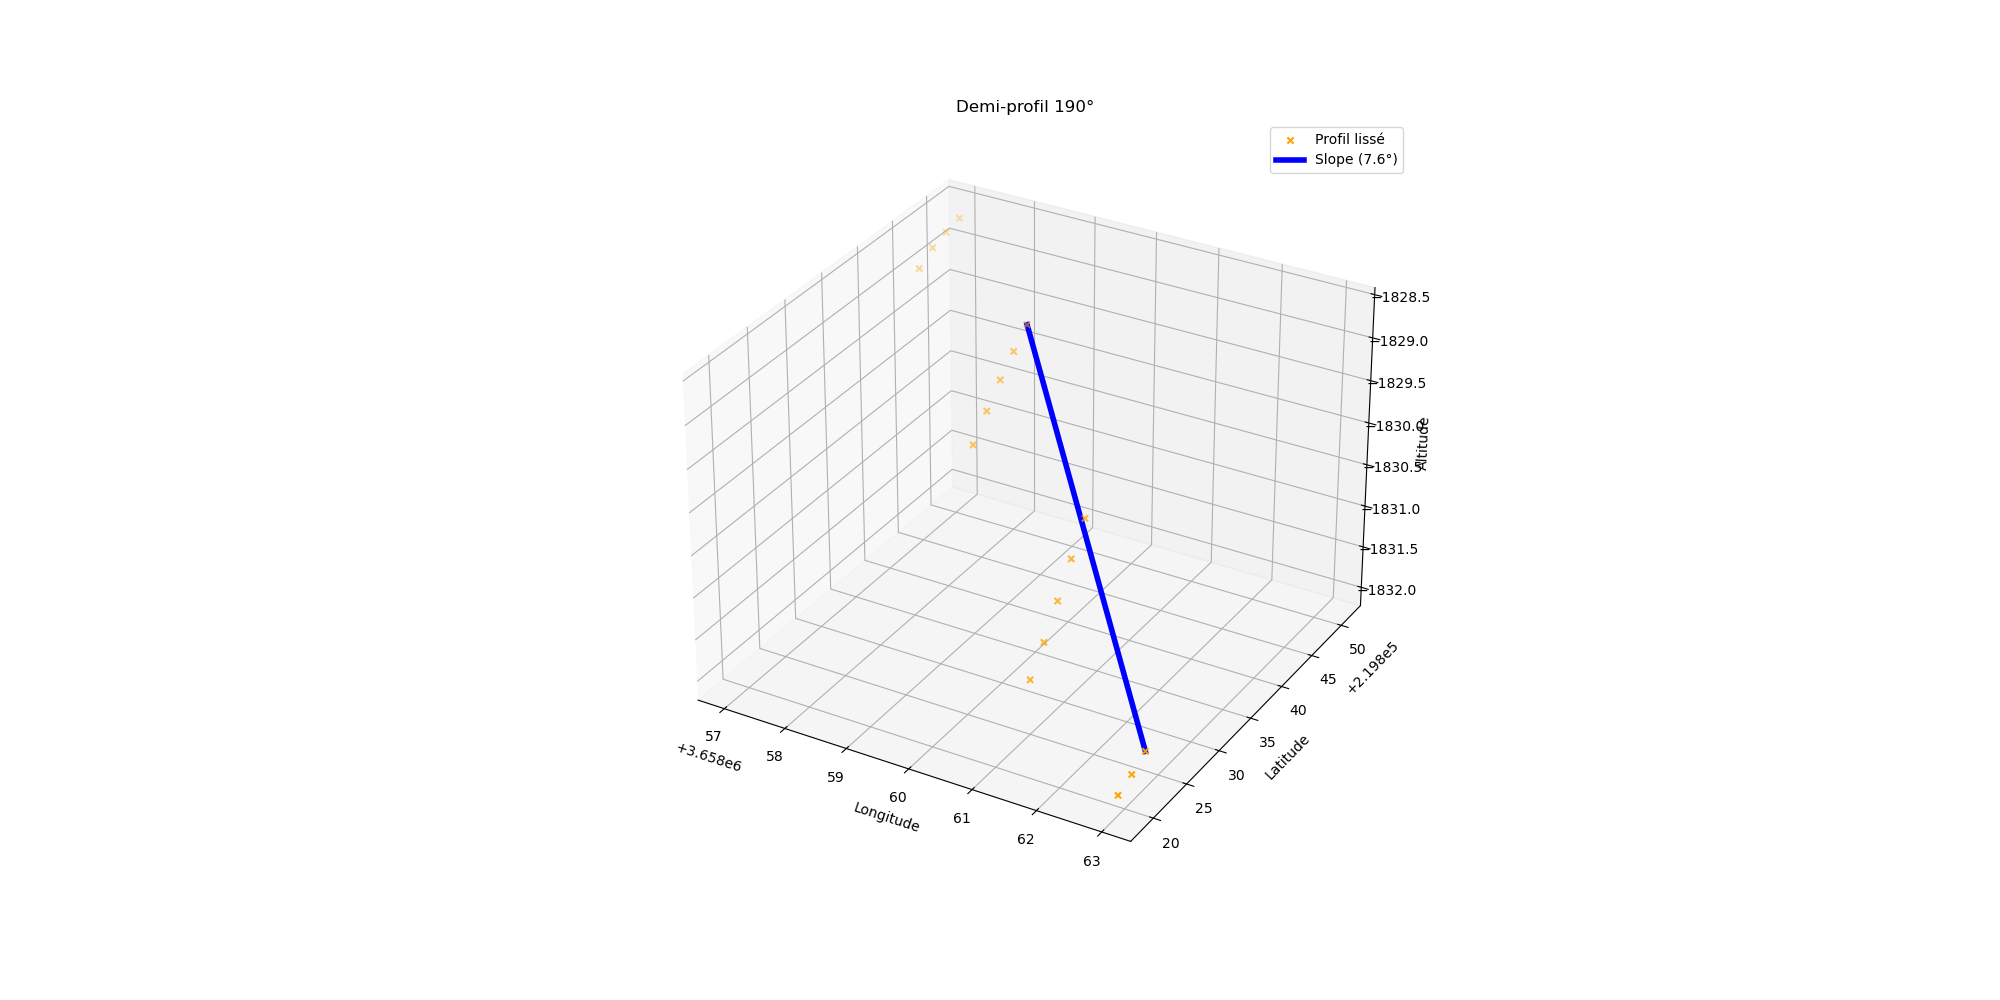 Demi-profil 190°
Profil lissé
Slope (7.6°)
−1828.5
−1829.0
−1829.5
−1830.0
−1830.5
−1831.0
−1831.5
−1832.0
Altitude
50
45
40
35
30
25
20
+2.198e5
Latitude
57
58
59
60
61
62
63
+3.658e6
Longitude